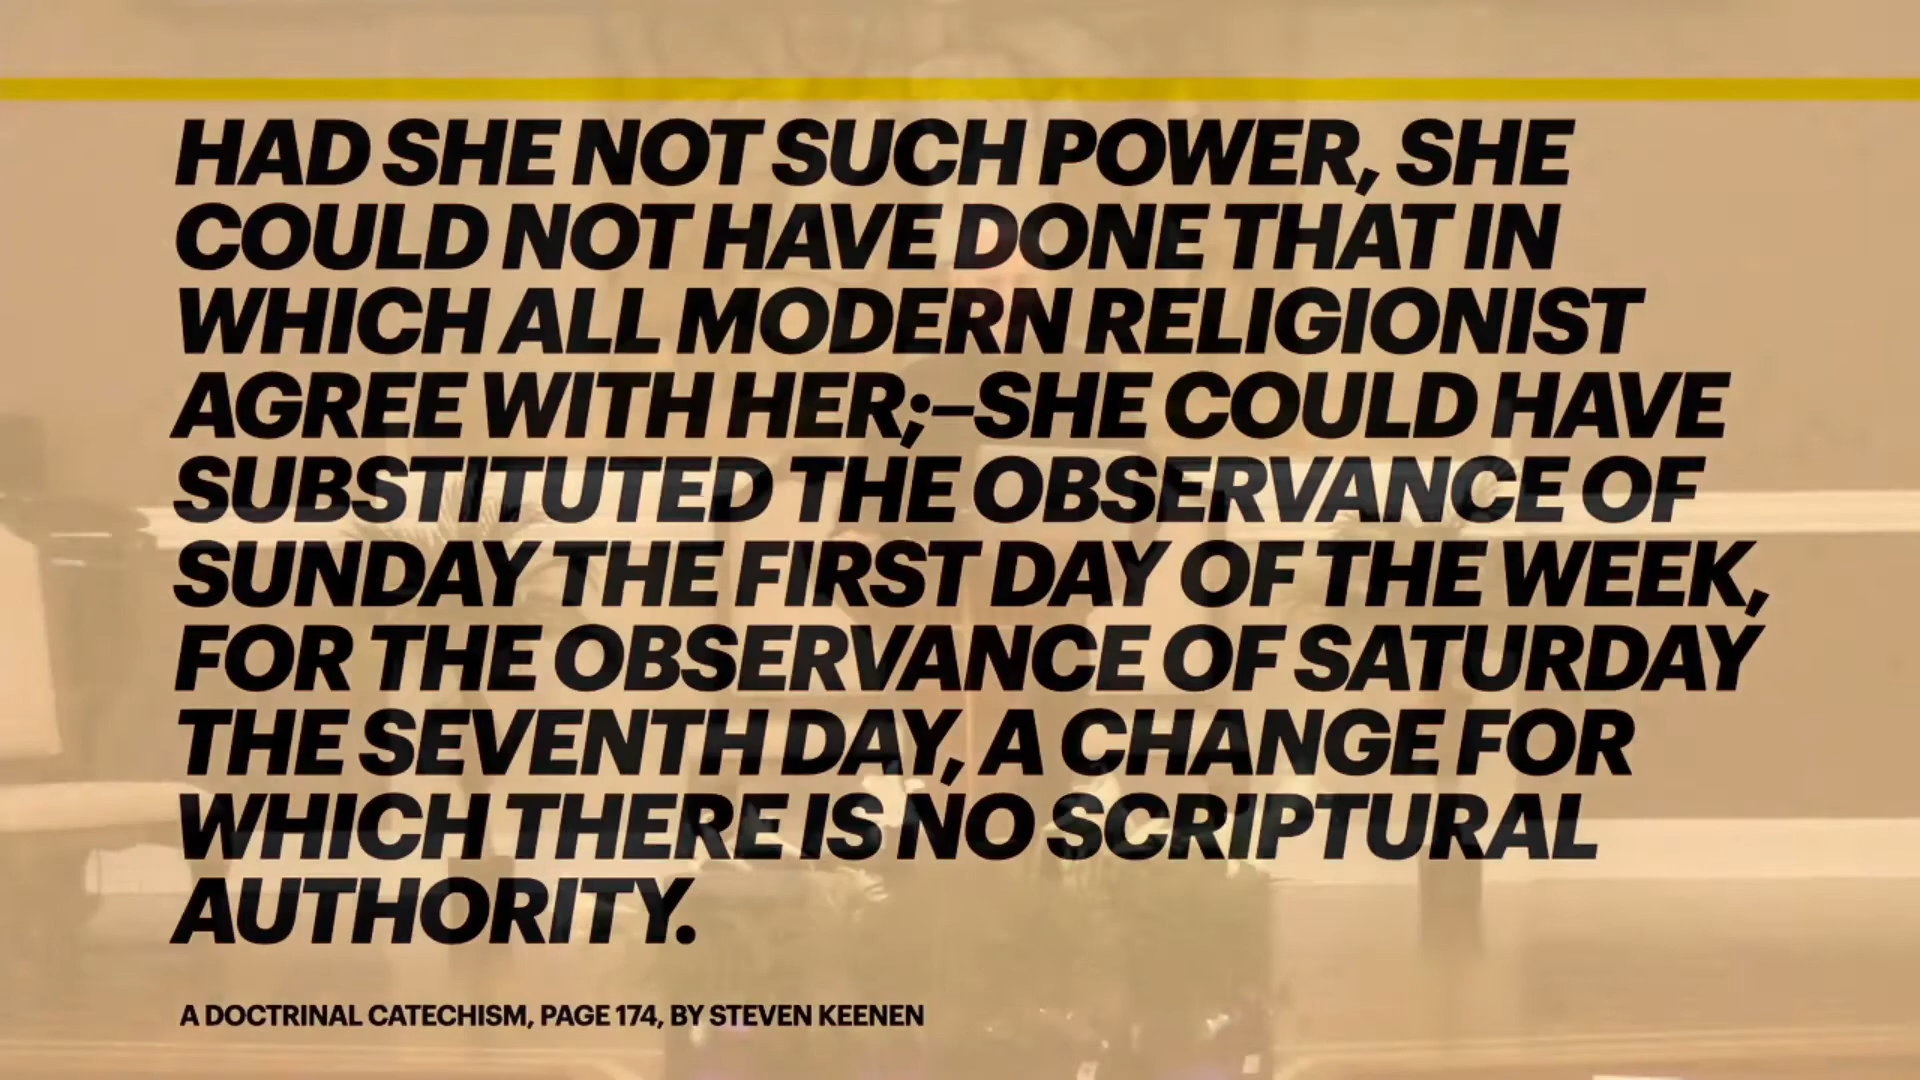 HAD SHE NOT SUCH POWER, SHE
COULD NOT HAVE DONE THAT IN
WHICH ALL MODERN RELIGIONIST
AGREE WITH HER;–SHE COULD HAVE
SUBSTITUTED THE OBSERVANCE OF
SUNDAY THE FIRST DAY OF THE WEEK,
FOR THE OBSERVANCE OF SATURDAY
THE SEVENTH DAY, A CHANGE FOR
WHICH THERE IS NO SCRIPTURAL
AUTHORITY.
A DOCTRINAL CATECHISM, PAGE 174, BY STEVEN KEENEN